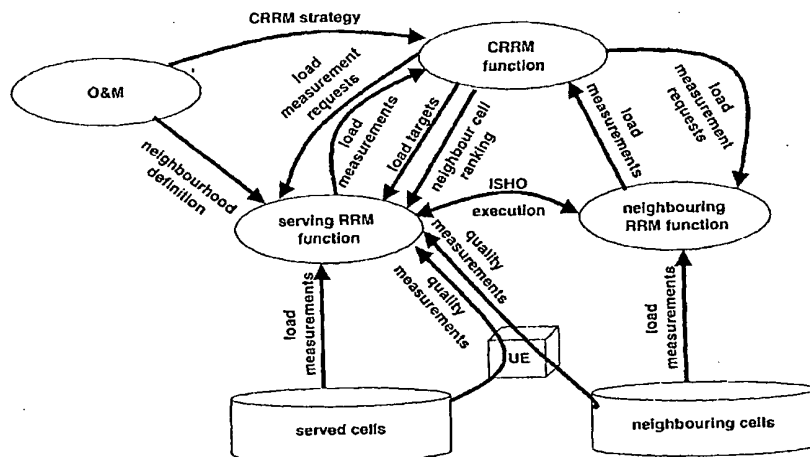 CRRM strategy
CRRM
function
O&M
load
measurement
requests
load
measurements
load targets
neighbour cell
ranking
load
measurements
load
measurement
requests
neighbourhood
definition
ISHO
execution
serving RRM
function
neighbouring
RRM function
quality
measurements
quality
measurements
load
measurements
load
measurements
UE
served cells
neighbouring cells